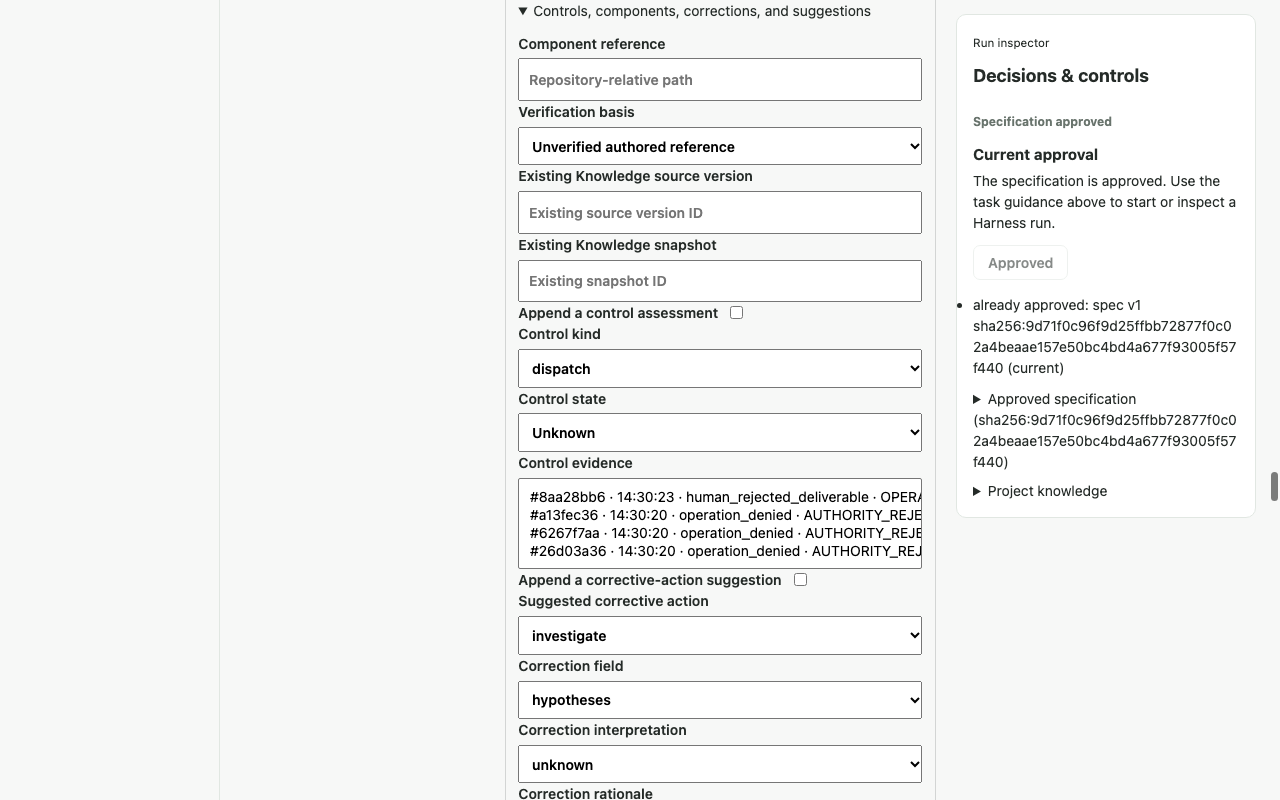 ▼ Controls, components, corrections, and suggestions
Component reference
Repository-relative path
Verification basis
Unverified authored reference
Existing Knowledge source version
Existing source version ID
Existing Knowledge snapshot
Existing snapshot ID
Append a control assessment
Control kind
dispatch
Control state
Unknown
Control evidence
#8aa28bb6 · 14:30:23 · human_rejected_deliverable · OPERA
#a13fec36 · 14:30:20 · operation_denied · AUTHORITY_REJE
#6267f7aa · 14:30:20 · operation_denied · AUTHORITY_REJE
#26d03a36 · 14:30:20 · operation_denied · AUTHORITY_REJ
Append a corrective-action suggestion
Suggested corrective action
investigate
Correction field
hypotheses
Correction interpretation
unknown
Correction rationale
Run inspector
Decisions & controls
Specification approved
Current approval
The specification is approved. Use the
task guidance above to start or inspect a
Harness run.
Approved
• already approved: spec v1
sha256:9d71f0c96f9d25ffbb72877f0c0
2a4beaae157e50bc4bd4a677f93005f57
f440 (current)
▶ Approved specification
(sha256:9d71f0c96f9d25ffbb72877f0c0
2a4beaae157e50bc4bd4a677f93005f57
f440)
▶ Project knowledge